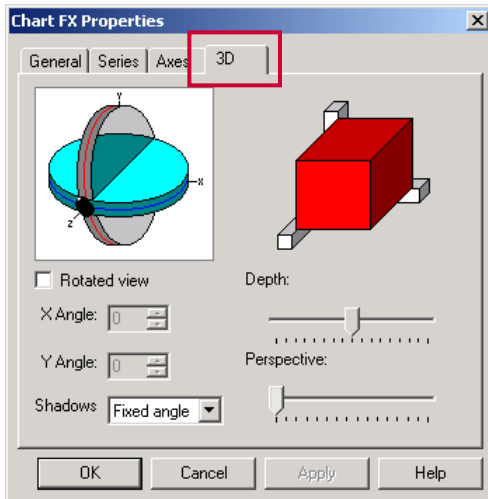 Chart FX Properties
General Series Axes 3D
Y
X
Z
Rotated view
Depth:
X Angle: 0
Y Angle: 0
Perspective:
Shadows Fixed angle
OK Cancel Apply Help